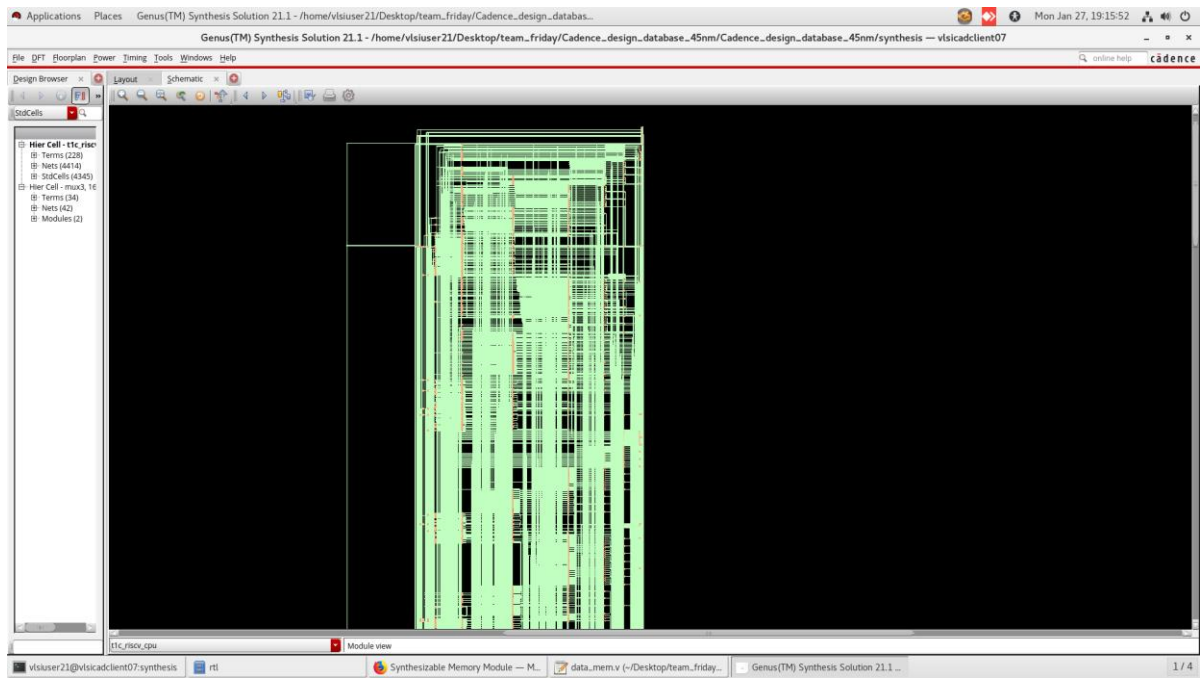 Applications Places Genus(TM) Synthesis Solution 21.1 - /home/vlsiuser21/Desktop/team_friday/Cadence_design_databas... Mon Jan 27, 19:15:52
Genus(TM) Synthesis Solution 21.1 - /home/vlsiuser21/Desktop/team_friday/Cadence_design_database_45nm/Cadence_design_database_45nm/synthesis — vlsicadclient07
File DFT Floorplan Power Timing Tools Windows Help online help cādence
Design Browser Layout Schematic
StdCells
Hier Cell - t1c_riscv
Terms (228)
Nets (4414)
StdCells (4345)
Hier Cell - mux3, 16
Terms (34)
Nets (42)
Modules (2)
t1c_riscv_cpu Module view
vlsiuser21@vlsicadclient07:synthesis rtl Synthesizable Memory Module — M... data_mem.v (~/Desktop/team_friday... Genus(TM) Synthesis Solution 21.1 ... 1 / 4